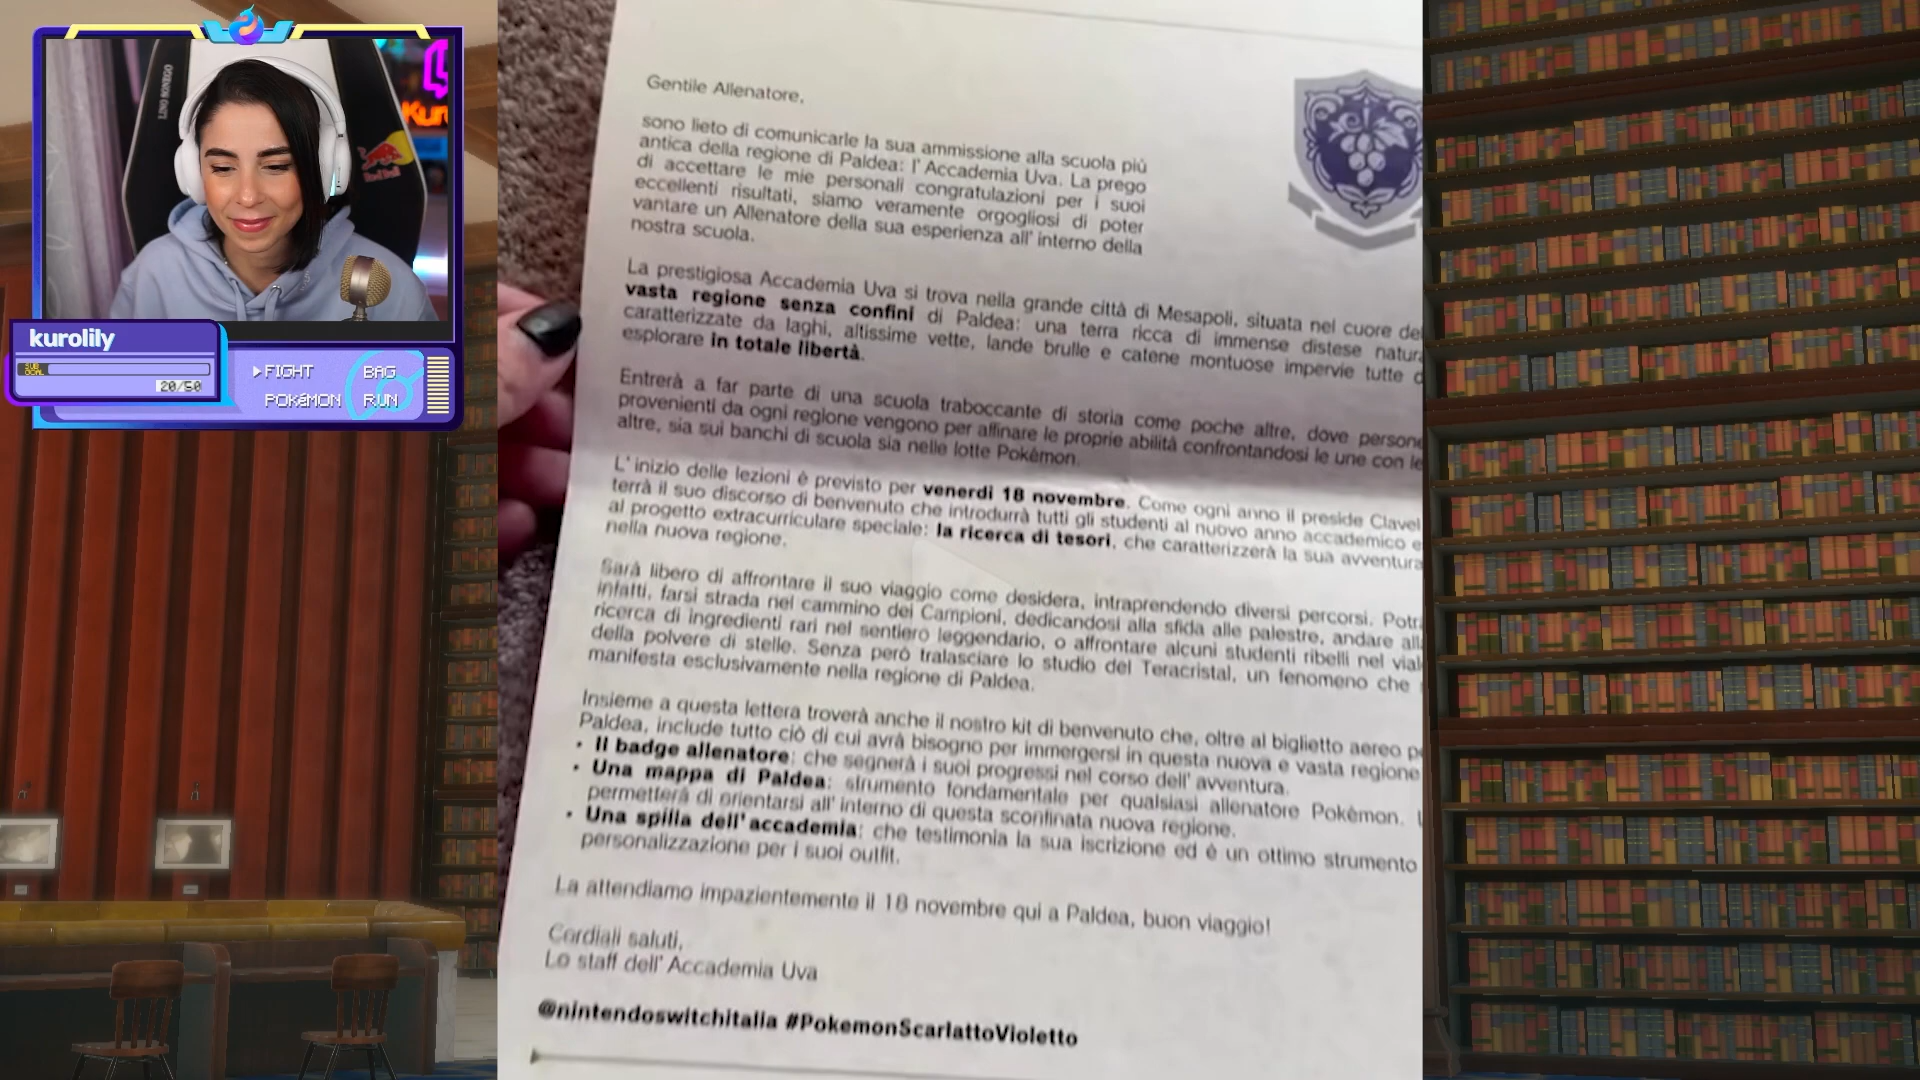 LINO SONEGO
Kuro
Red Bull
kurolily
SUB GOAL
20/50
FIGHT BAG
POKéMON RUN
Gentile Allenatore,
sono lieto di comunicarle la sua ammissione alla scuola più
antica della regione di Paldea: l'Accademia Uva. La prego
di accettare le mie personali congratulazioni per i suoi
eccellenti risultati, siamo veramente orgogliosi di poter
vantare un Allenatore della sua esperienza all'interno della
nostra scuola.
La prestigiosa Accademia Uva si trova nella grande città di Mesapoli, situata nel cuore del
vasta regione senza confini di Paldea: una terra ricca di immense distese natura
caratterizzate da laghi, altissime vette, lande brulle e catene montuose impervie tutte d
esplorare in totale libertà.
Entrerà a far parte di una scuola traboccante di storia come poche altre, dove persone
provenienti da ogni regione vengono per affinare le proprie abilità confrontandosi le une con le
altre, sia sui banchi di scuola sia nelle lotte Pokémon.
L'inizio delle lezioni è previsto per venerdì 18 novembre. Come ogni anno il preside Clavel
terrà il suo discorso di benvenuto che introdurrà tutti gli studenti al nuovo anno accademico e
al progetto extracurriculare speciale: la ricerca di tesori, che caratterizzerà la sua avventura
nella nuova regione.
Sarà libero di affrontare il suo viaggio come desidera, intraprendendo diversi percorsi. Potr
infatti, farsi strada nel cammino dei Campioni, dedicandosi alla sfida alle palestre, andare all
ricerca di ingredienti rari nel sentiero leggendario, o affrontare alcuni studenti ribelli nel vial
della polvere di stelle. Senza però tralasciare lo studio del Teracristal, un fenomeno che
manifesta esclusivamente nella regione di Paldea.
Insieme a questa lettera troverà anche il nostro kit di benvenuto che, oltre al biglietto aereo pe
Paldea, include tutto ciò di cui avrà bisogno per immergersi in questa nuova e vasta regione
• Il badge allenatore: che segnerà i suoi progressi nel corso dell'avventura.
• Una mappa di Paldea: strumento fondamentale per qualsiasi allenatore Pokémon.
permetterà di orientarsi all'interno di questa sconfinata nuova regione.
• Una spilla dell'accademia: che testimonia la sua iscrizione ed è un ottimo strumento
personalizzazione per i suoi outfit.
La attendiamo impazientemente il 18 novembre qui a Paldea, buon viaggio!
Cordiali saluti,
Lo staff dell'Accademia Uva
@nintendoswitchitalia #PokemonScarlattoVioletto